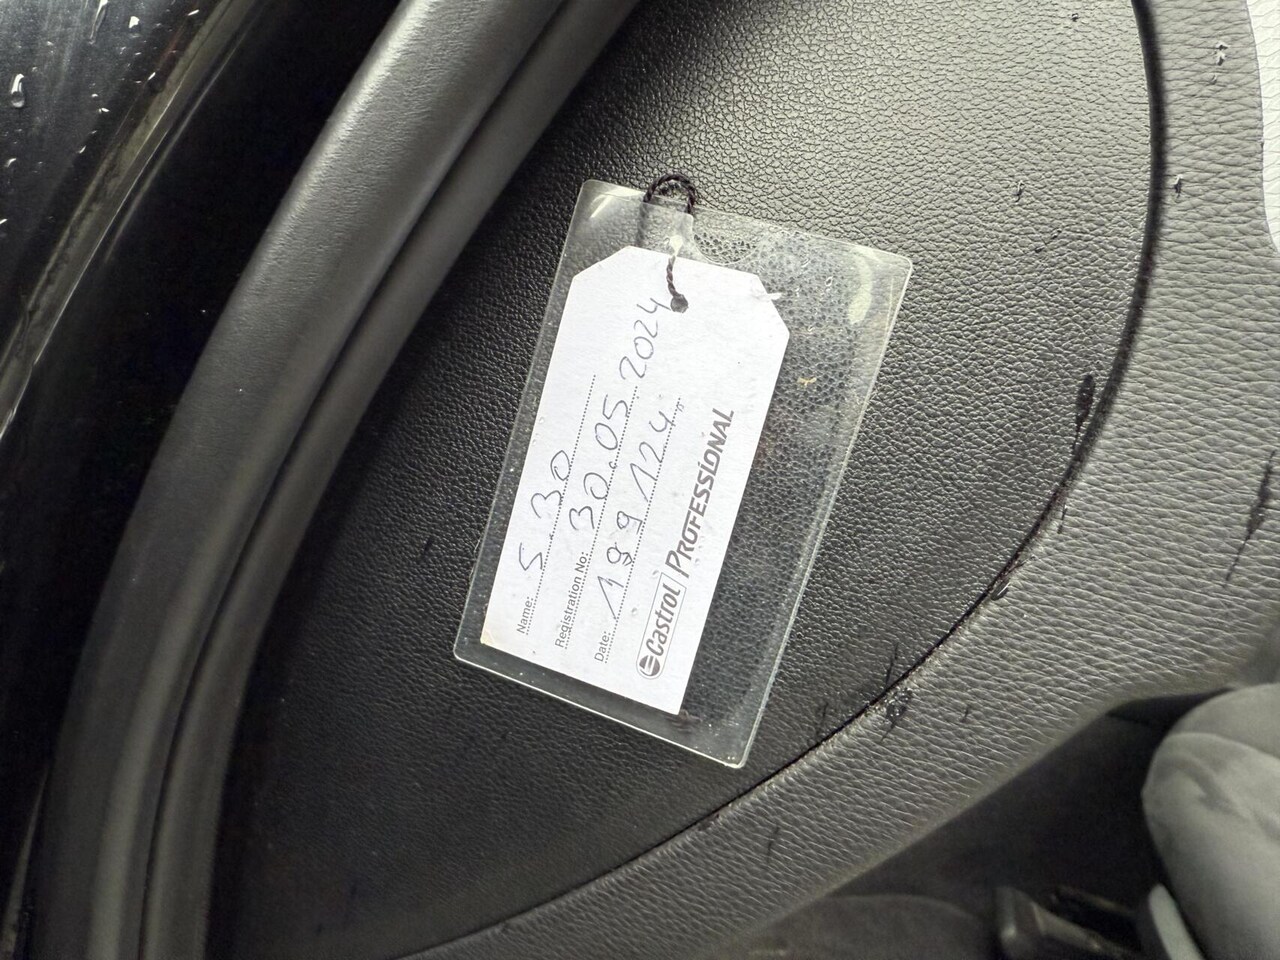 Name: 5.30
Registration No: 30.05.2024
Date: 199124
Castrol PROFESSIONAL